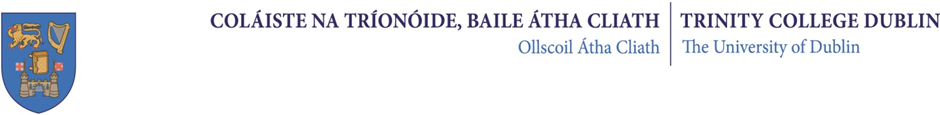 COLÁISTE NA TRÍONÓIDE, BAILE ÁTHA CLIATH
Ollscoil Átha Cliath
TRINITY COLLEGE DUBLIN
The University of Dublin